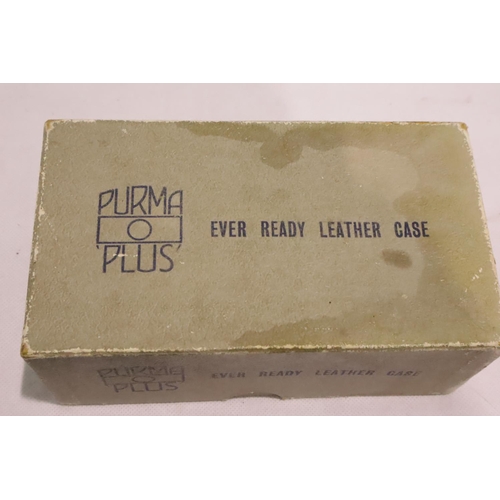 PURMA
'PLUS'
EVER READY LEATHER CASE
PURMA
PLUS
EVER READY LEATHER CASE